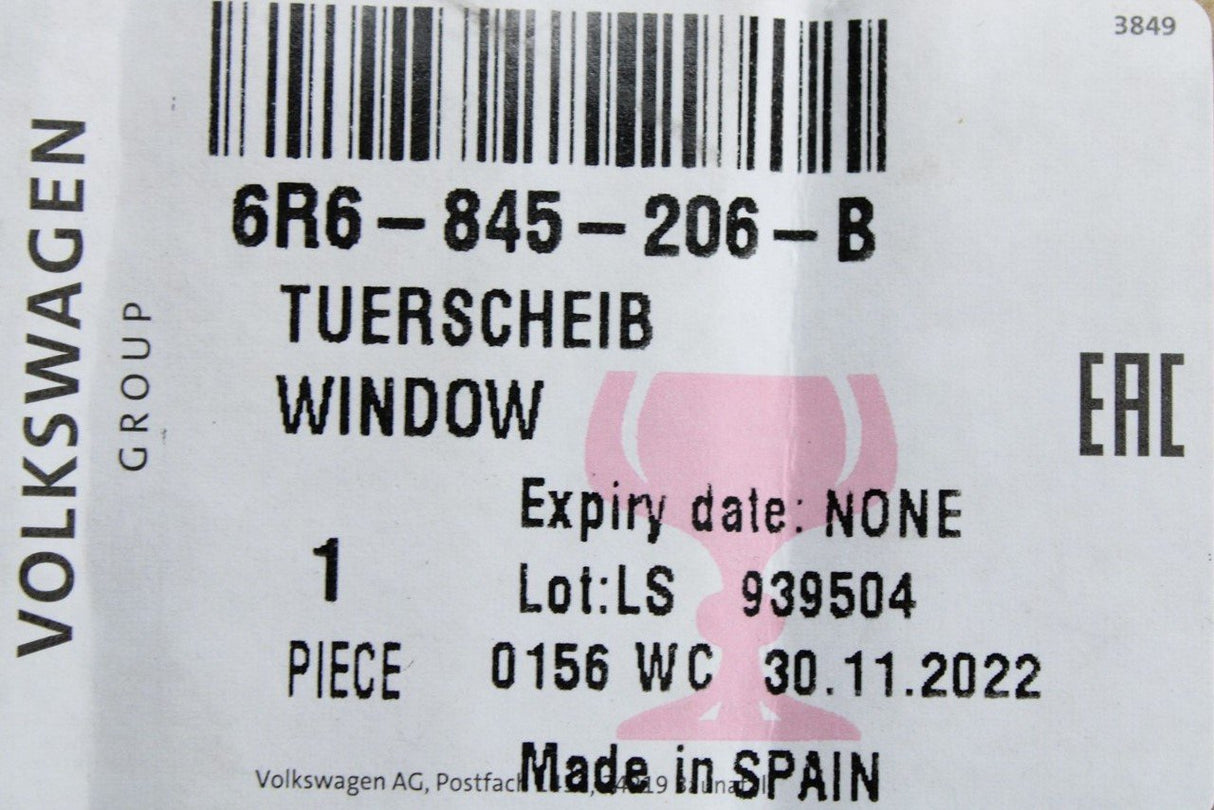 3849
VOLKSWAGEN
GROUP
6R6-845-206-B
TUERSCHEIB
WINDOW
EAC
Expiry date: NONE
1
Lot:LS 939504
PIECE 0156 WC 30.11.2022
Made in SPAIN
Volkswagen AG, Postfach